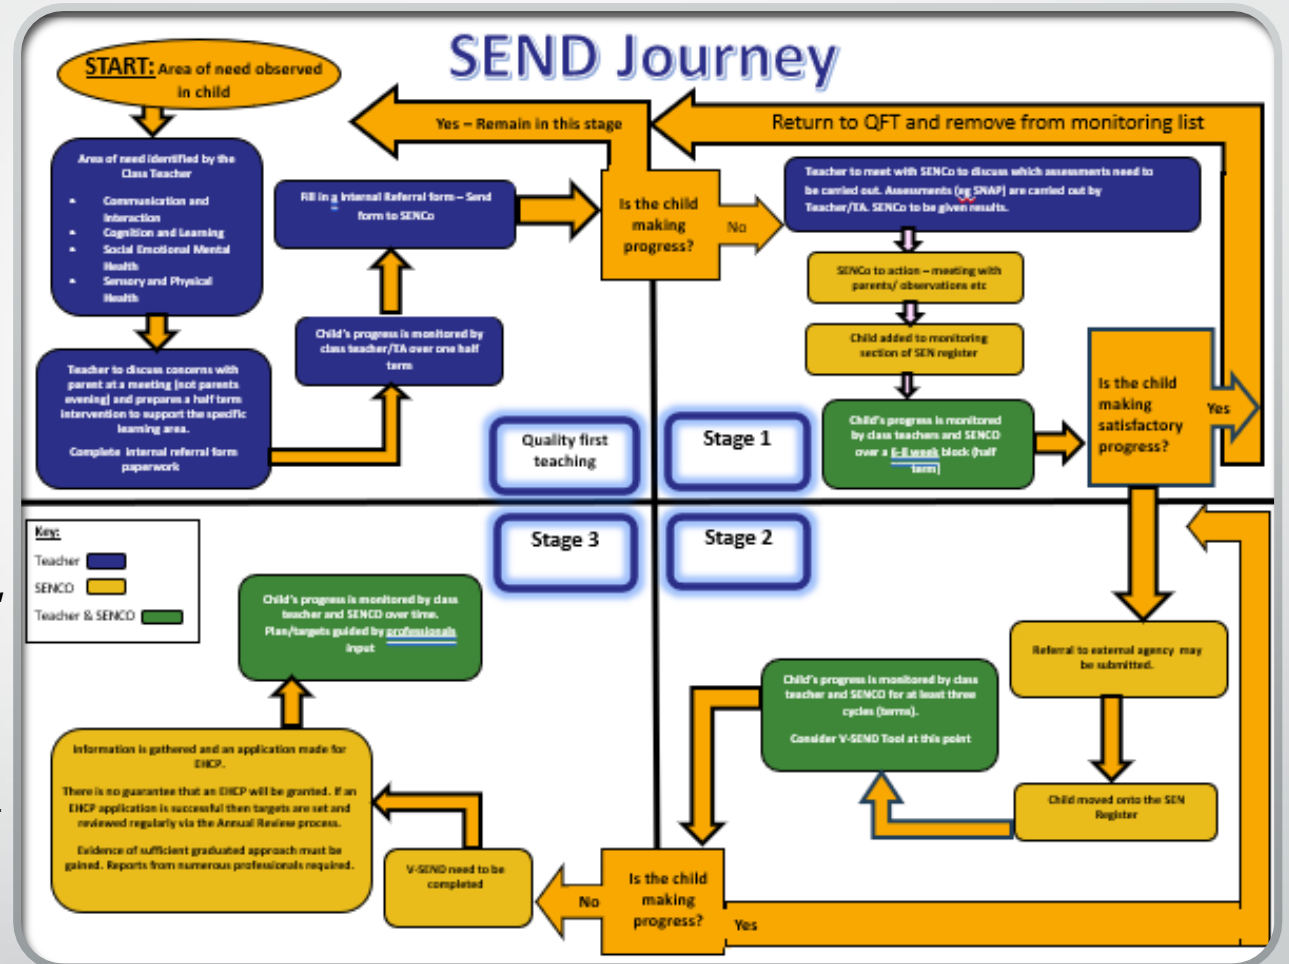 SEND Journey
START: Area of need observed
in child
Area of need identified by the
Class Teacher
• Communication and
Interaction
• Cognition and Learning
• Social Emotional Mental
Health
• Sensory and Physical
Health
Teacher to discuss concerns with
parent at a meeting (not parents
evening) and prepares a half term
intervention to support the specific
learning area.
Complete internal referral form
paperwork
Child's progress is monitored by
class teacher/TA over one half
term
Fill in a Internal Referral form – Send
form to SENCo
Yes – Remain in this stage
Is the child
making
progress?
No
Quality first
teaching
Return to QFT and remove from monitoring list
Teacher to meet with SENCo to discuss which assessments need to
be carried out. Assessments (eg SNAP) are carried out by
Teacher/TA. SENCo to be given results.
SENCo to action – meeting with
parents/ observations etc
Child added to monitoring
section of SEN register
Child's progress is monitored
by class teachers and SENCO
over a 6-8 week block (half
term)
Is the child
making
satisfactory
progress?
Yes
Stage 1
Stage 2
Referral to external agency may
be submitted.
Child moved onto the SEN
Register
Child's progress is monitored by class
teacher and SENCO for at least three
cycles (terms).
Consider V-SEND Tool at this point
Is the child
making
progress?
Yes
No
Stage 3
V-SEND need to be
completed
Information is gathered and an application made for
EHCP.
There is no guarantee that an EHCP will be granted. If an
EHCP application is successful then targets are set and
reviewed regularly via the Annual Review process.
Evidence of sufficient graduated approach must be
gained. Reports from numerous professionals required.
Child's progress is monitored by class
teacher and SENCO over time.
Plan/targets guided by professionals
input
Key:
Teacher
SENCO
Teacher & SENCO